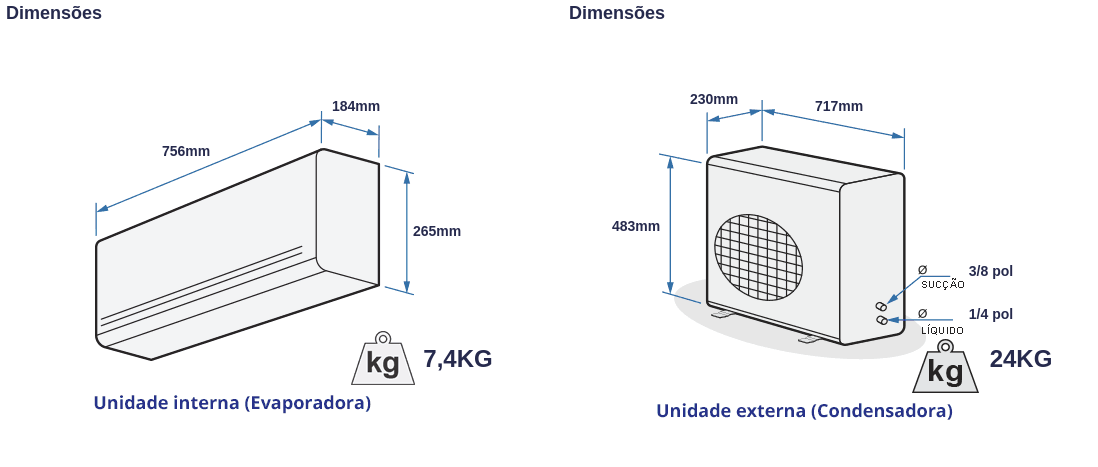 Dimensões
184mm
756mm
265mm
kg
7,4KG
Unidade interna (Evaporadora)
Dimensões
230mm
717mm
483mm
Ø
SUCÇÃO
3/8 pol
Ø
LÍQUIDO
1/4 pol
kg
24KG
Unidade externa (Condensadora)